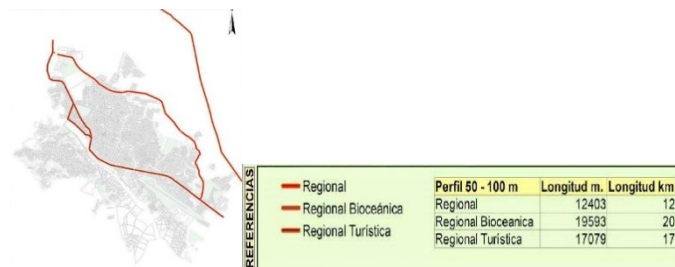 REFERENCIAS
Regional
Regional Bioceánica
Regional Turística
Perfil 50 - 100 m Longitud m. Longitud km
Regional 12403 12
Regional Bioceanica 19593 20
Regional Turistica 17079 17